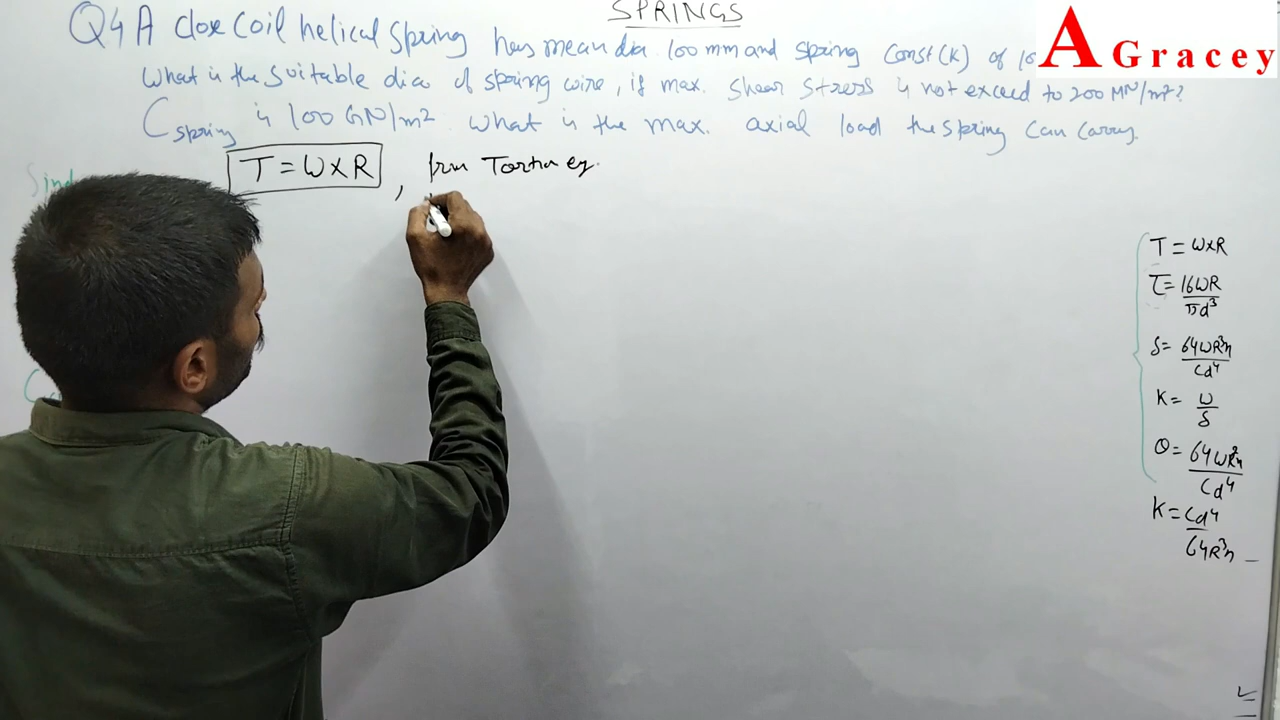 SPRINGS
Q4 A close coil helical spring has mean dia. 100 mm and spring const (K) of 10
What is the suitable dia of spring wire, if max. shear stress is not exceed to 200 MN/m²?
C spring is 100 GN/m². What is the max. axial load the spring can carry.
A Gracey
T = W×R , from Torsion eq.
T = W×R
τ = 16WR / πd³
δ = 64WR³n / Cd⁴
K = W / δ
θ = 64WR²n / Cd⁴
K = Cd⁴ / 64R³n